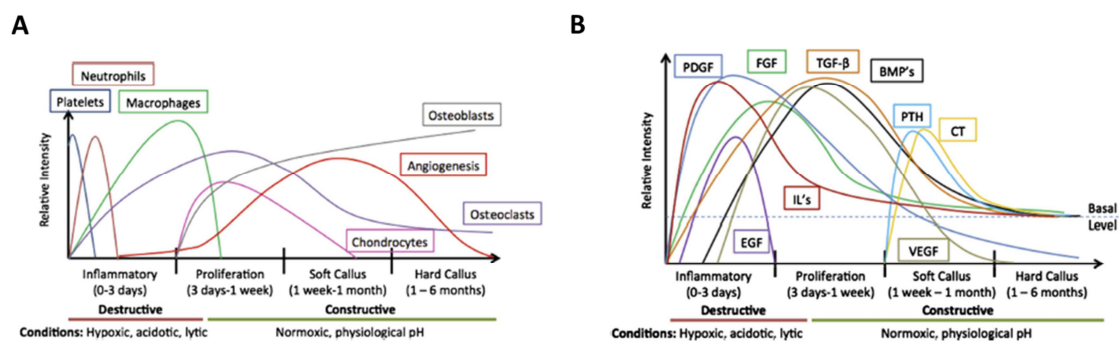 A
Neutrophils
Platelets
Macrophages
Osteoblasts
Angiogenesis
Osteoclasts
Chondrocytes
Relative Intensity
Inflammatory
(0-3 days)
Proliferation
(3 days-1 week)
Soft Callus
(1 week-1 month)
Hard Callus
(1 – 6 months)
Destructive
Constructive
Conditions: Hypoxic, acidotic, lytic
Normoxic, physiological pH
B
PDGF
FGF
TGF-β
BMP's
PTH
CT
IL's
EGF
VEGF
Basal
Level
Relative Intensity
Inflammatory
(0-3 days)
Proliferation
(3 days-1 week)
Soft Callus
(1 week – 1 month)
Hard Callus
(1 – 6 months)
Destructive
Constructive
Conditions: Hypoxic, acidotic, lytic
Normoxic, physiological pH